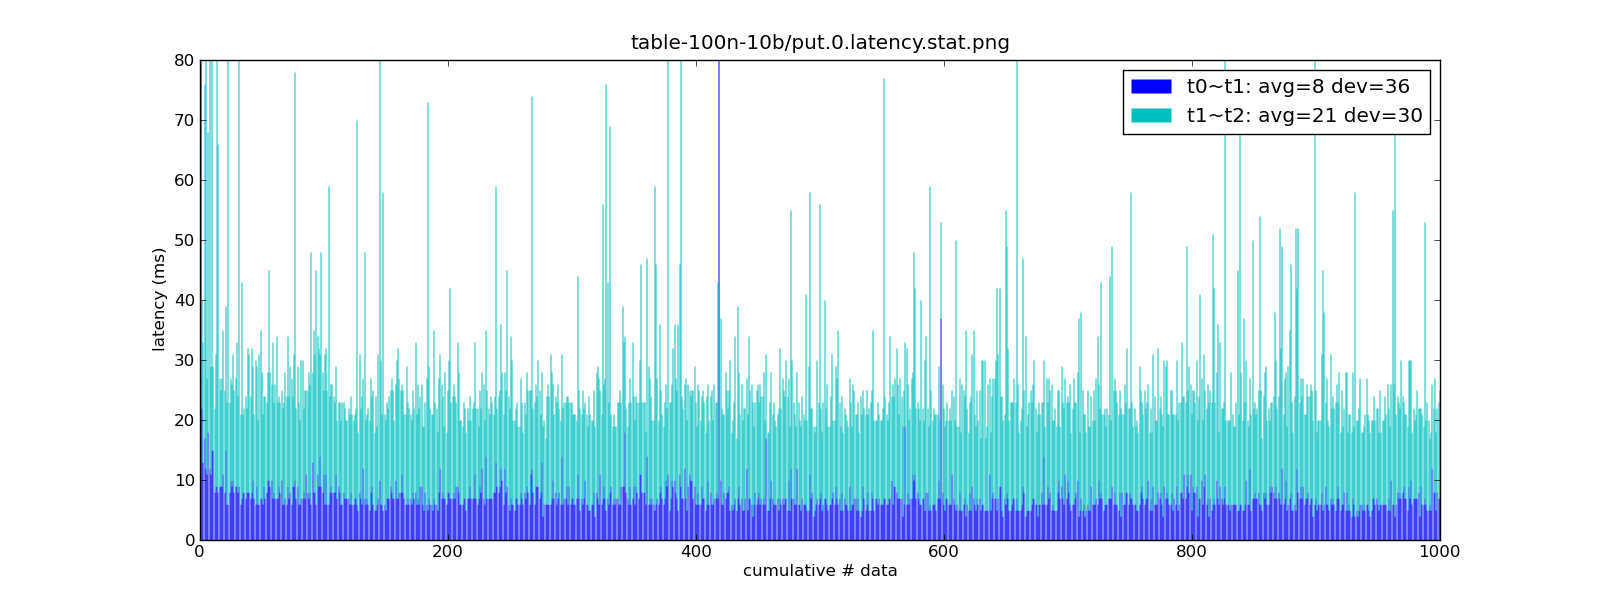 table-100n-10b/put.0.latency.stat.png
80
70
60
50
40
30
20
10
0
latency (ms)
t0~t1: avg=8 dev=36
t1~t2: avg=21 dev=30
0 200 400 600 800 1000
cumulative # data